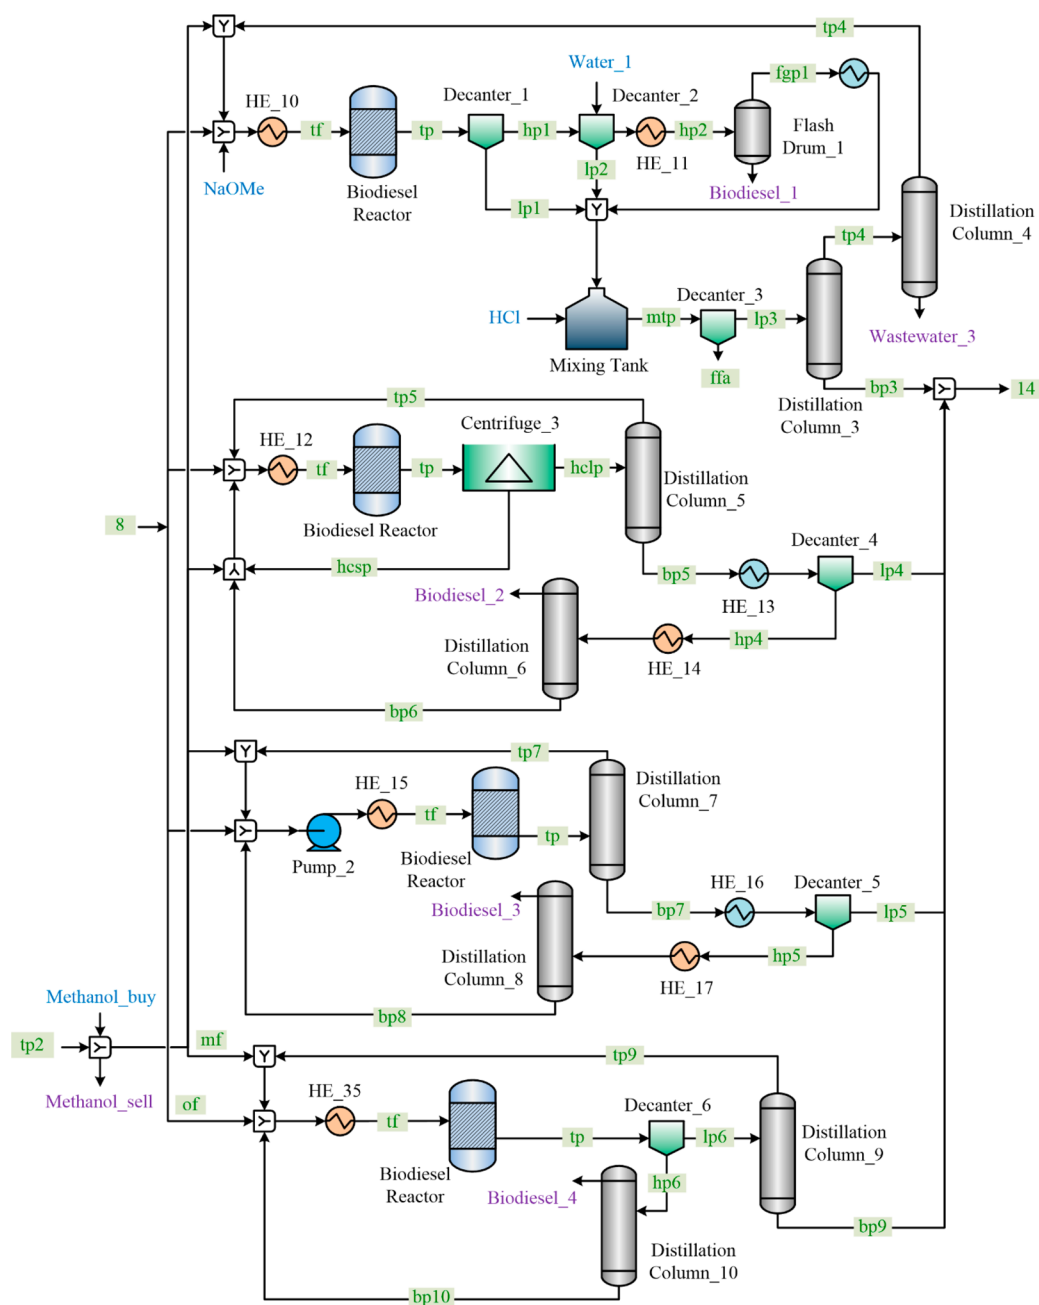 tp4
Water_1
fgp1
HE_10
Decanter_1
Decanter_2
tf
tp
hp1
hp2
Flash
Drum_1
HE_11
lp2
NaOMe
Biodiesel
Reactor
Biodiesel_1
lp1
Distillation
Column_4
tp4
HCl
mtp
Decanter_3
lp3
Wastewater_3
Mixing Tank
ffa
bp3
14
Distillation
Column_3
tp5
HE_12
Centrifuge_3
tf
tp
hclp
Distillation
Column_5
Biodiesel Reactor
8
Decanter_4
hcsp
bp5
lp4
Biodiesel_2
HE_13
Distillation
Column_6
hp4
HE_14
bp6
tp7
HE_15
Distillation
Column_7
tf
tp
Pump_2
Biodiesel
Reactor
HE_16
Decanter_5
Biodiesel_3
bp7
lp5
Distillation
Column_8
hp5
HE_17
Methanol_buy
bp8
tp2
mf
tp9
Methanol_sell
of
HE_35
Decanter_6
tf
tp
lp6
Distillation
Column_9
Biodiesel
Reactor
hp6
Biodiesel_4
bp9
Distillation
Column_10
bp10